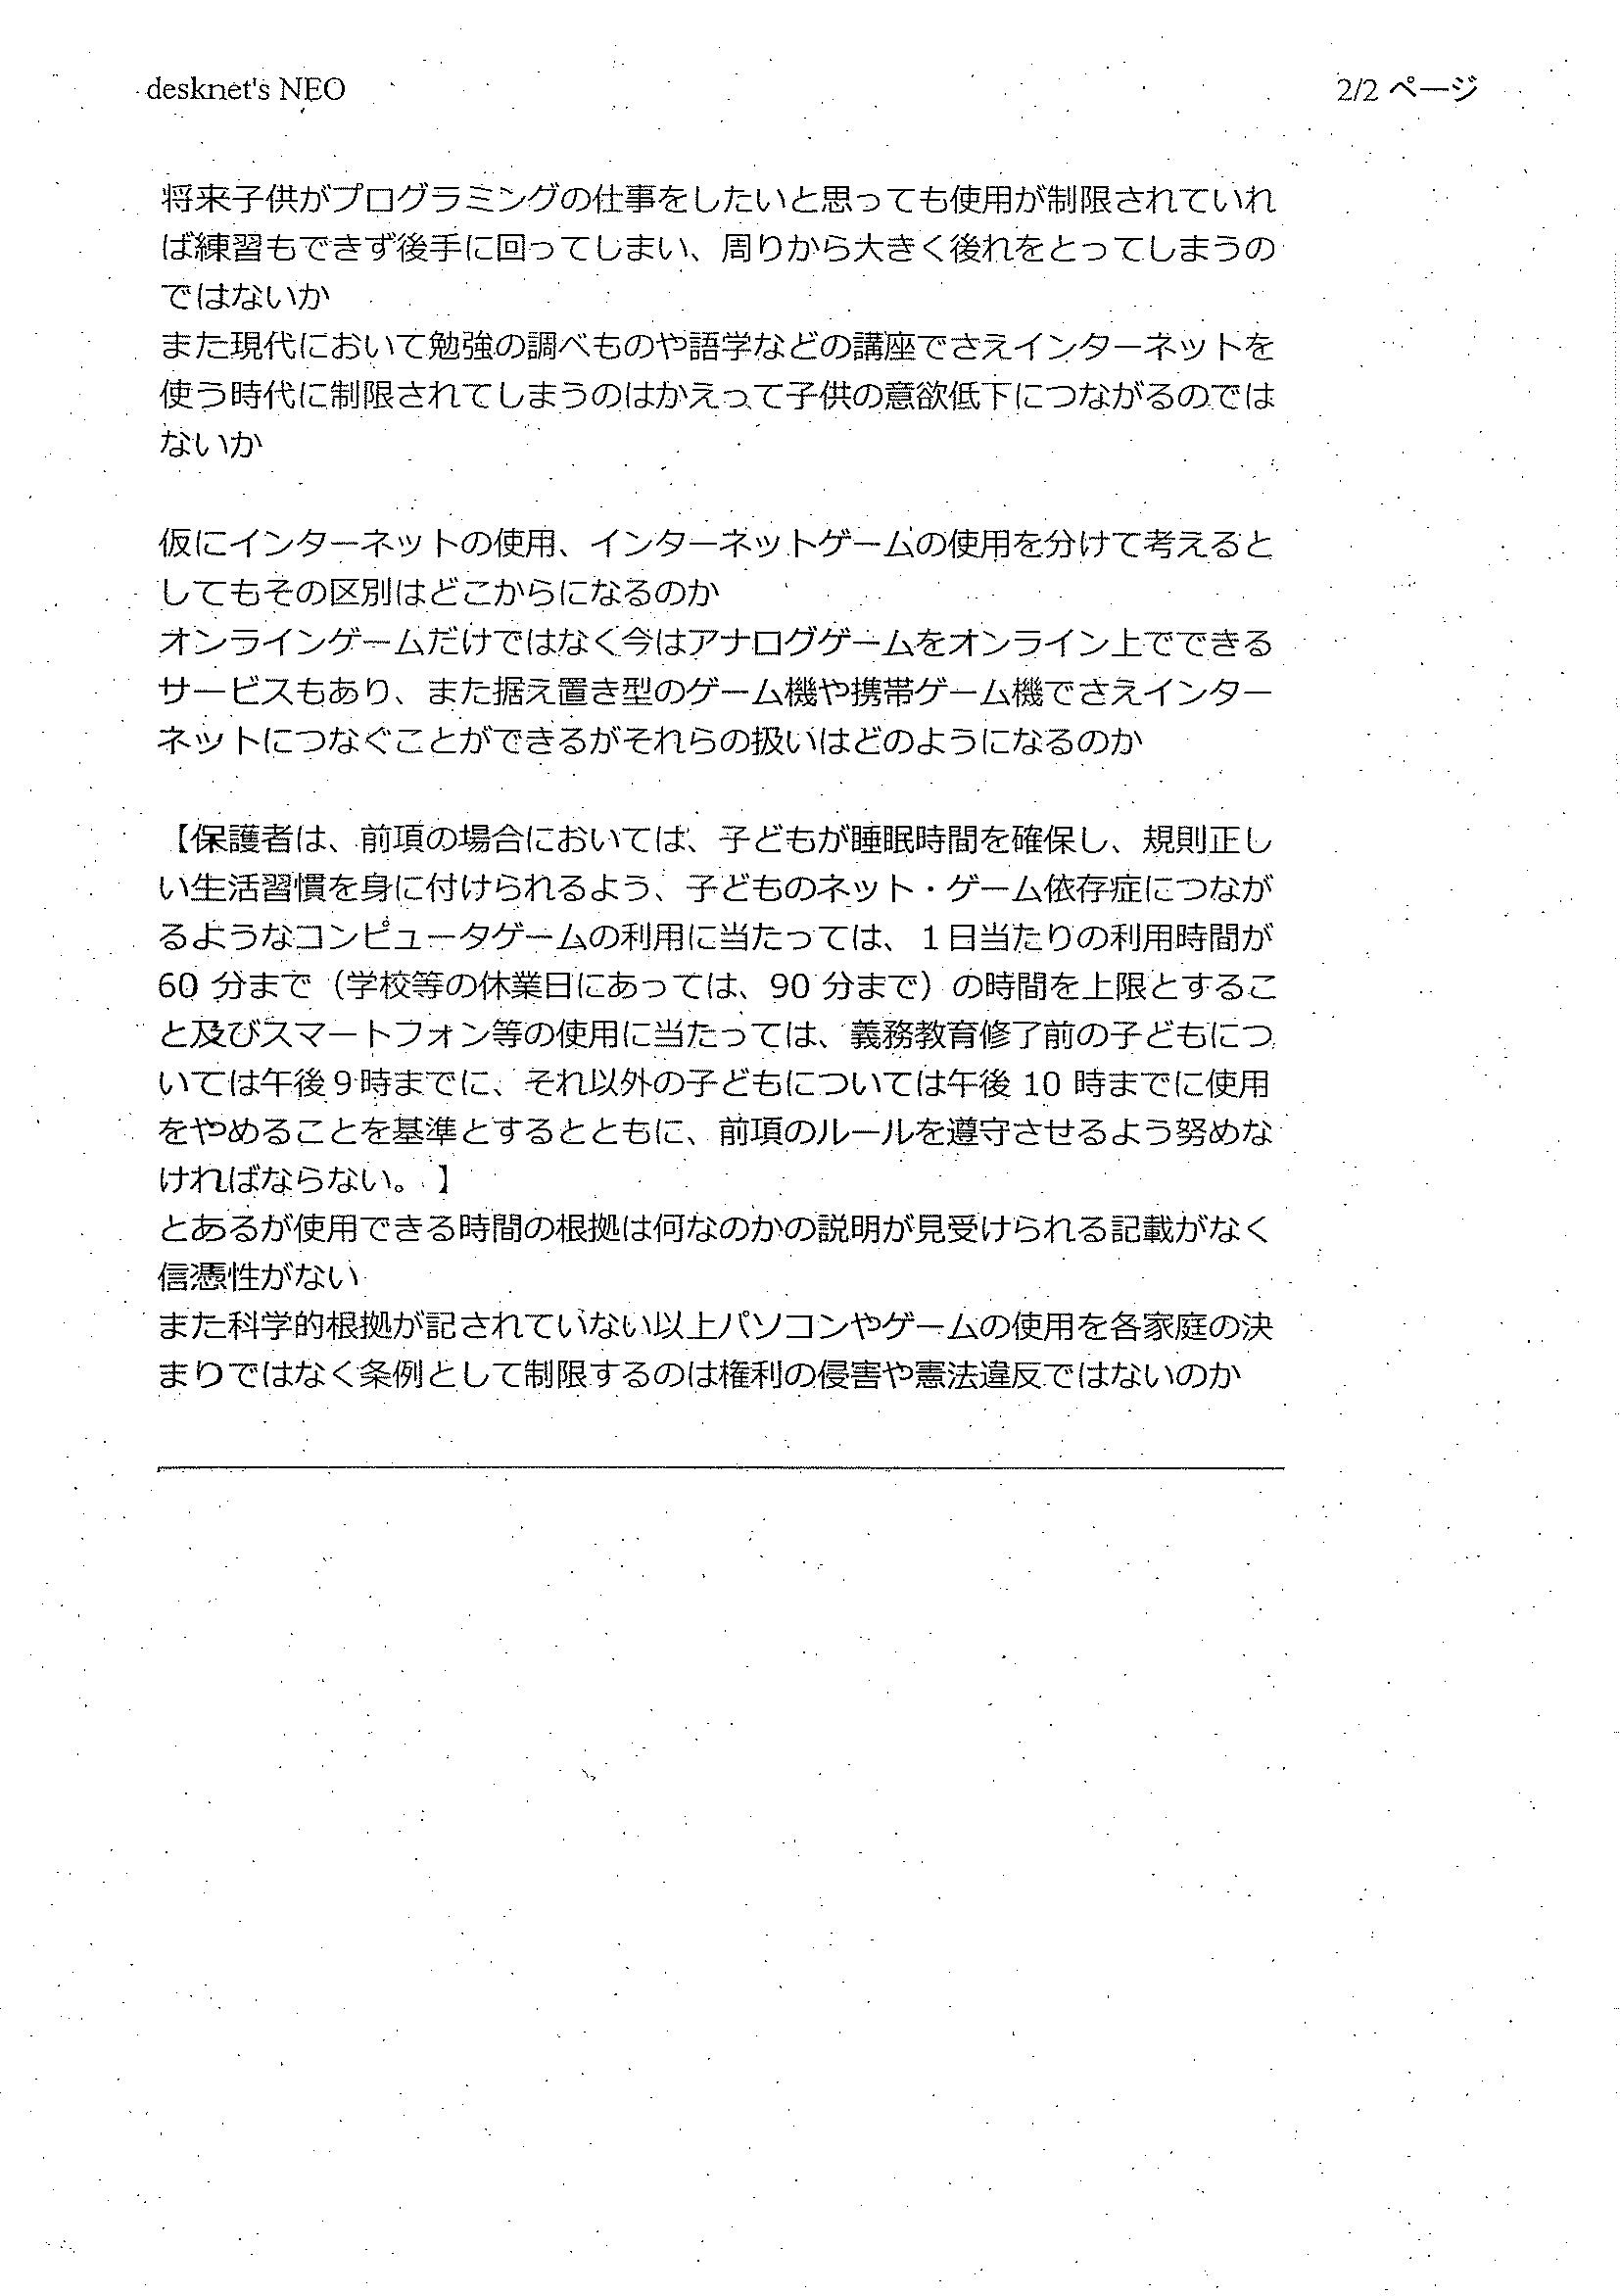 desknet's NEO
2/2 ページ
将来子供がプログラミングの仕事をしたいと思っても使用が制限されていれ
ば練習もできず後手に回ってしまい、周りから大きく後れをとってしまうの
ではないか
また現代において勉強の調べものや語学などの講座でさえインターネットを
使う時代に制限されてしまうのはかえって子供の意欲低下につながるのでは
ないか
仮にインターネットの使用、インターネットゲームの使用を分けて考えると
してもその区別はどこからになるのか
オンラインゲームだけではなく今はアナログゲームをオンライン上でできる
サービスもあり、また据え置き型のゲーム機や携帯ゲーム機でさえインター
ネットにつなぐことができるがそれらの扱いはどのようになるのか
【保護者は、前項の場合においては、子どもが睡眠時間を確保し、規則正し
い生活習慣を身に付けられるよう、子どものネット・ゲーム依存症につなが
るようなコンピュータゲームの利用に当たっては、１日当たりの利用時間が
60 分まで（学校等の休業日にあっては、90 分まで）の時間を上限とするこ
と及びスマートフォン等の使用に当たっては、義務教育修了前の子どもにつ
いては午後９時までに、それ以外の子どもについては午後 10 時までに使用
をやめることを基準とするとともに、前項のルールを遵守させるよう努めな
ければならない。】
とあるが使用できる時間の根拠は何なのかの説明が見受けられる記載がなく
信憑性がない
また科学的根拠が記されていない以上パソコンやゲームの使用を各家庭の決
まりではなく条例として制限するのは権利の侵害や憲法違反ではないのか